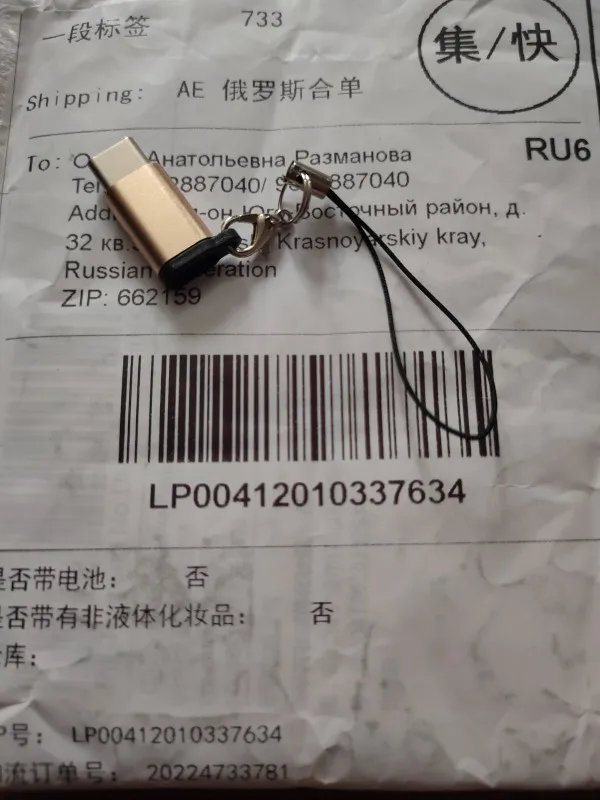 一段标签 733
集/快
Shipping: AE 俄罗斯合单
To: Анатольевна Разманова
RU6
2887040/ 887040
Восточный район, д.
32 Krasnoyarskiy kray,
Russian
ZIP: 662159
LP00412010337634
是否带电池: 否
是否带有非液体化妆品: 否
库:
号: LP00412010337634
流订单号: 20224733781